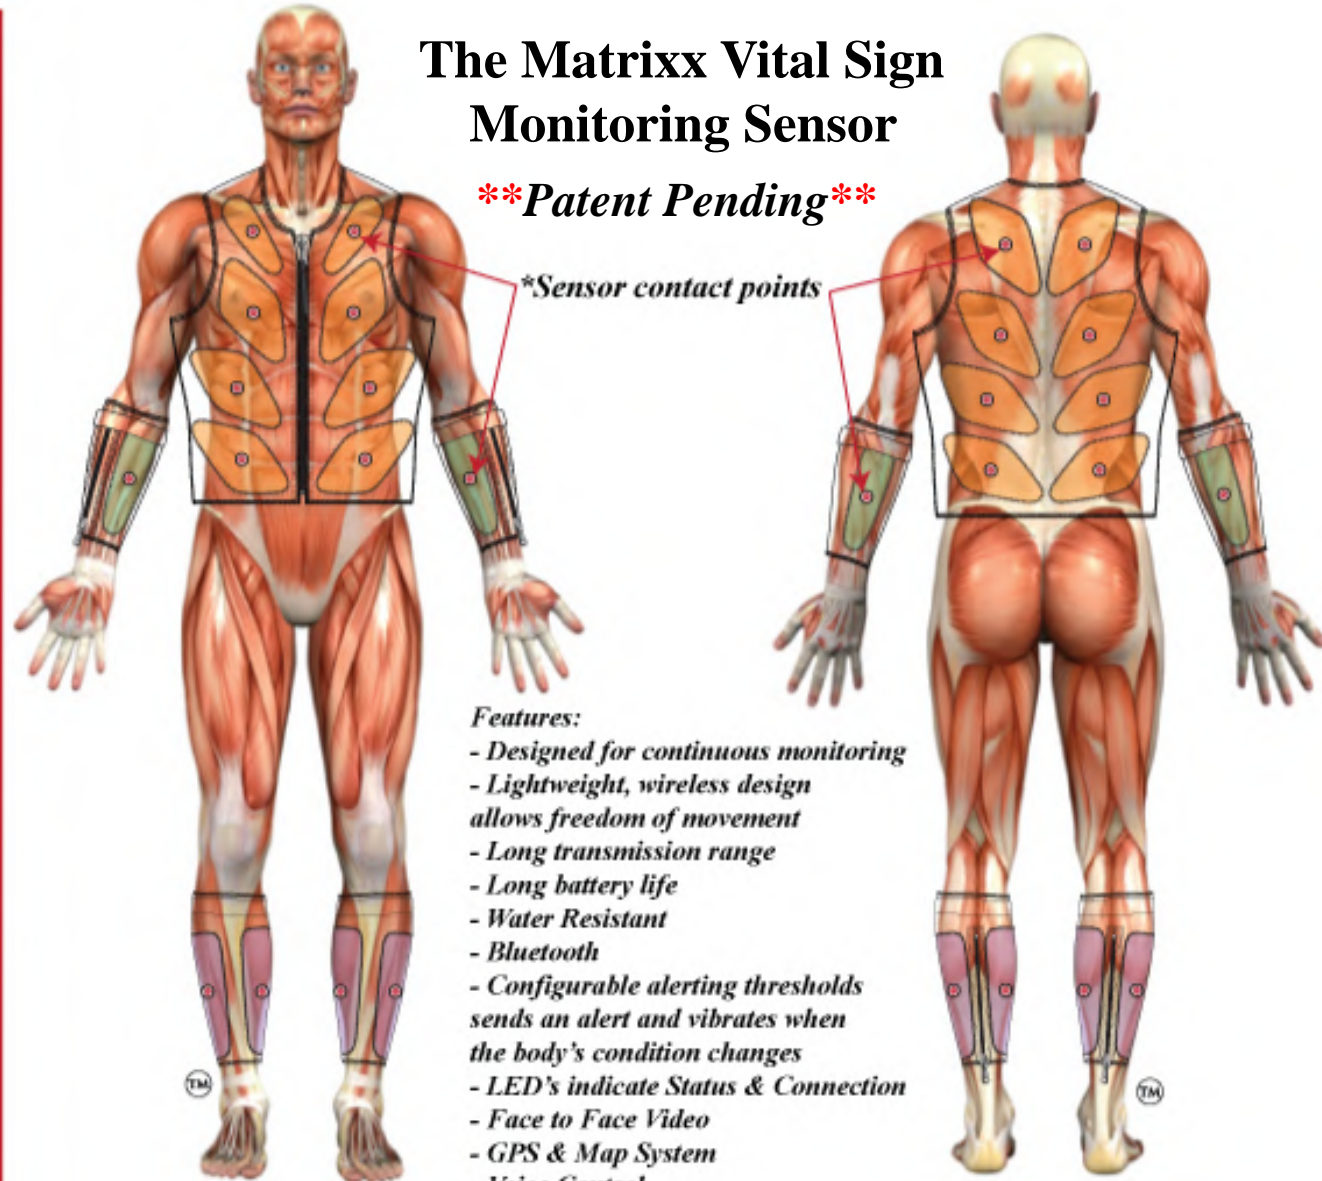 The Matrixx Vital Sign
Monitoring Sensor
**Patent Pending**
*Sensor contact points
Features:
- Designed for continuous monitoring
- Lightweight, wireless design
allows freedom of movement
- Long transmission range
- Long battery life
- Water Resistant
- Bluetooth
- Configurable alerting thresholds
sends an alert and vibrates when
the body's condition changes
- LED's indicate Status & Connection
- Face to Face Video
- GPS & Map System
- Voice Control
TM
TM